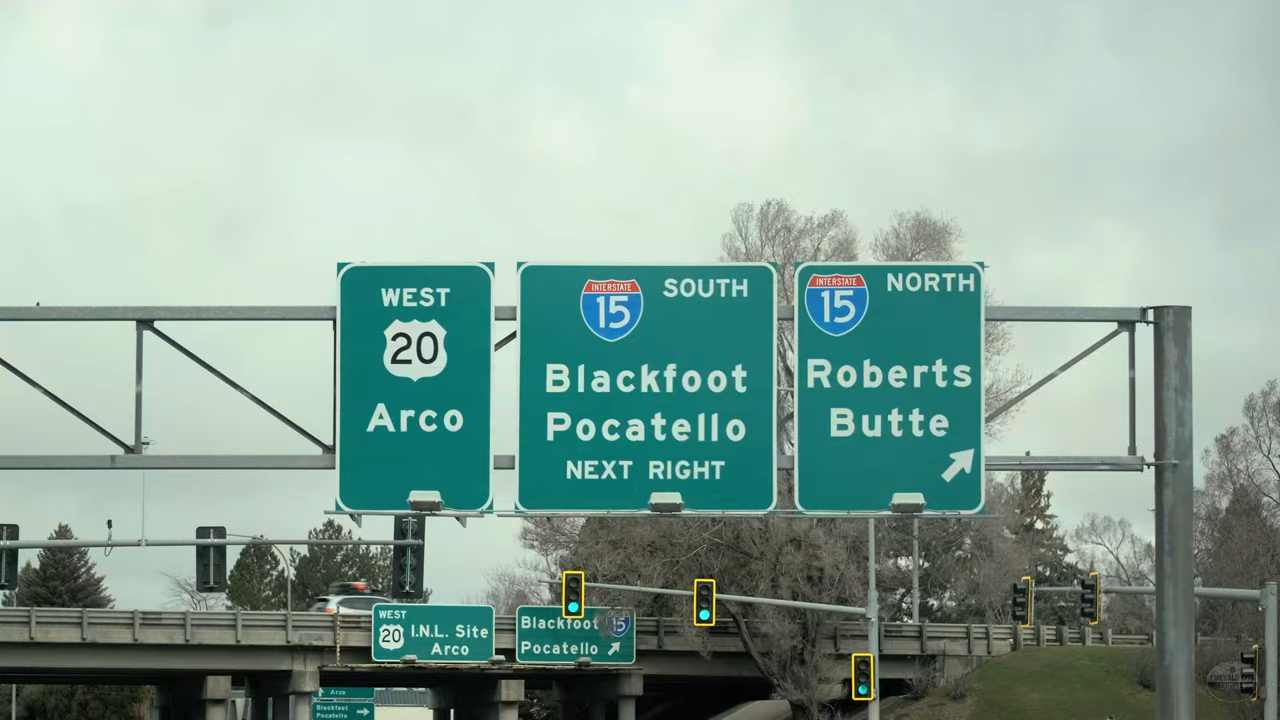 WEST
20
Arco
INTERSTATE
15
SOUTH
Blackfoot
Pocatello
NEXT RIGHT
INTERSTATE
15
NORTH
Roberts
Butte
WEST
20
I.N.L. Site
Arco
Blackfoot
15
Pocatello
Arco
Blackfoot
Pocatello